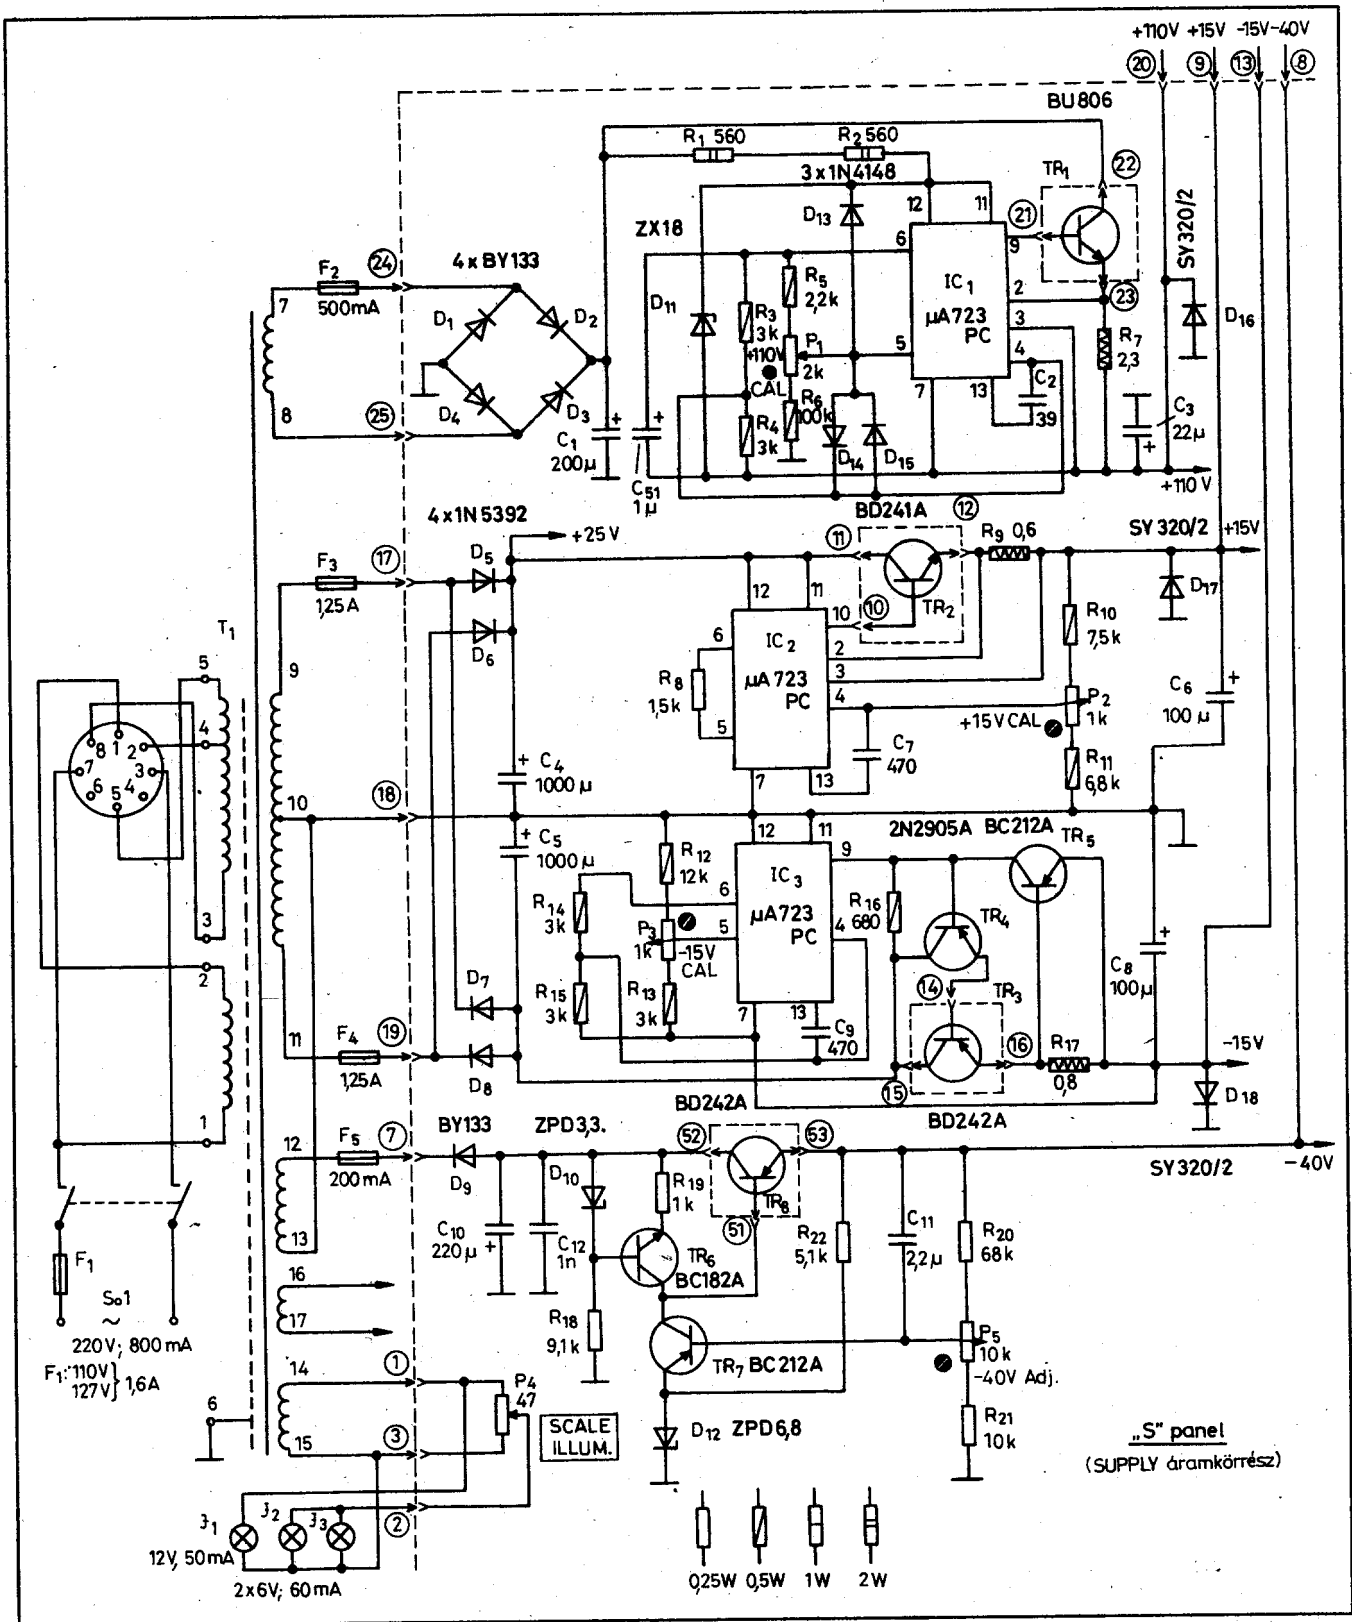 +110V +15V -15V -40V
20 9 13 8
BU806
R1 560 R2 560
3x1N4148
TR1 22
12 11
21
D13
ZX18
SY320/2
6 9
F2 24
4xBY133
500mA
7
D1 D2
D11
R5
2,2k
IC1
µA723
PC
2
23
3
4
D16
R3
3k
+110V
CAL
P1
2k
5
R7
2,3
8 25
D4 D3
C1
200µ
R6
100k
R4
3k
7 13
C2
39
C3
22µ
D14 D15
C51
1µ
+110V
4x1N5392
BD241A 12
+25V
R9 0,6
SY320/2
+15V
F3 17
1,25A
D5
11
12 11
10 10
TR2
D17
T1
D6
6
IC2
µA723
PC
2
3
4
R10
7,5k
9
5
R8
1,5k
5
+15V CAL
P2
1k
C6
100µ
4
8 1 2
7 3
6 5 4
C4
1000µ
C7
470
R11
6,8k
7 13
10 18
C5
1000µ
12 11
2N2905A BC212A
TR5
R12
12k
IC3
µA723
PC
9
6
R14
3k
R16
680
TR4
3
P3
1k
-15V
CAL
5 4
2
C8
100µ
D7
R15
3k
R13
3k
14 TR3
7 13
11
F4 19
1,25A
D8
C9
470
16 R17
0,8
-15V
15
D18
1
BD242A
BD242A
12
F5 7
200mA
BY133
ZPD3,3.
52 53
SY320/2
-40V
D9
D10
R19
1k
TR8
51
13
C10
220µ
C12
1n
TR6
BC182A
R22
5,1k
C11
2,2µ
R20
68k
F1
16
17
So1
~
220V; 800mA
F1: 110V
127V } 1,6A
R18
9,1k
TR7 BC212A
P5
10k
-40V Adj.
14 1
P4
47
6
15 3
SCALE
ILLUM.
D12 ZPD6,8
R21
10k
„S” panel
(SUPPLY áramkörrész)
J1 J2 J3
2
12V, 50mA
2x6V; 60mA
0,25W 0,5W 1W 2W